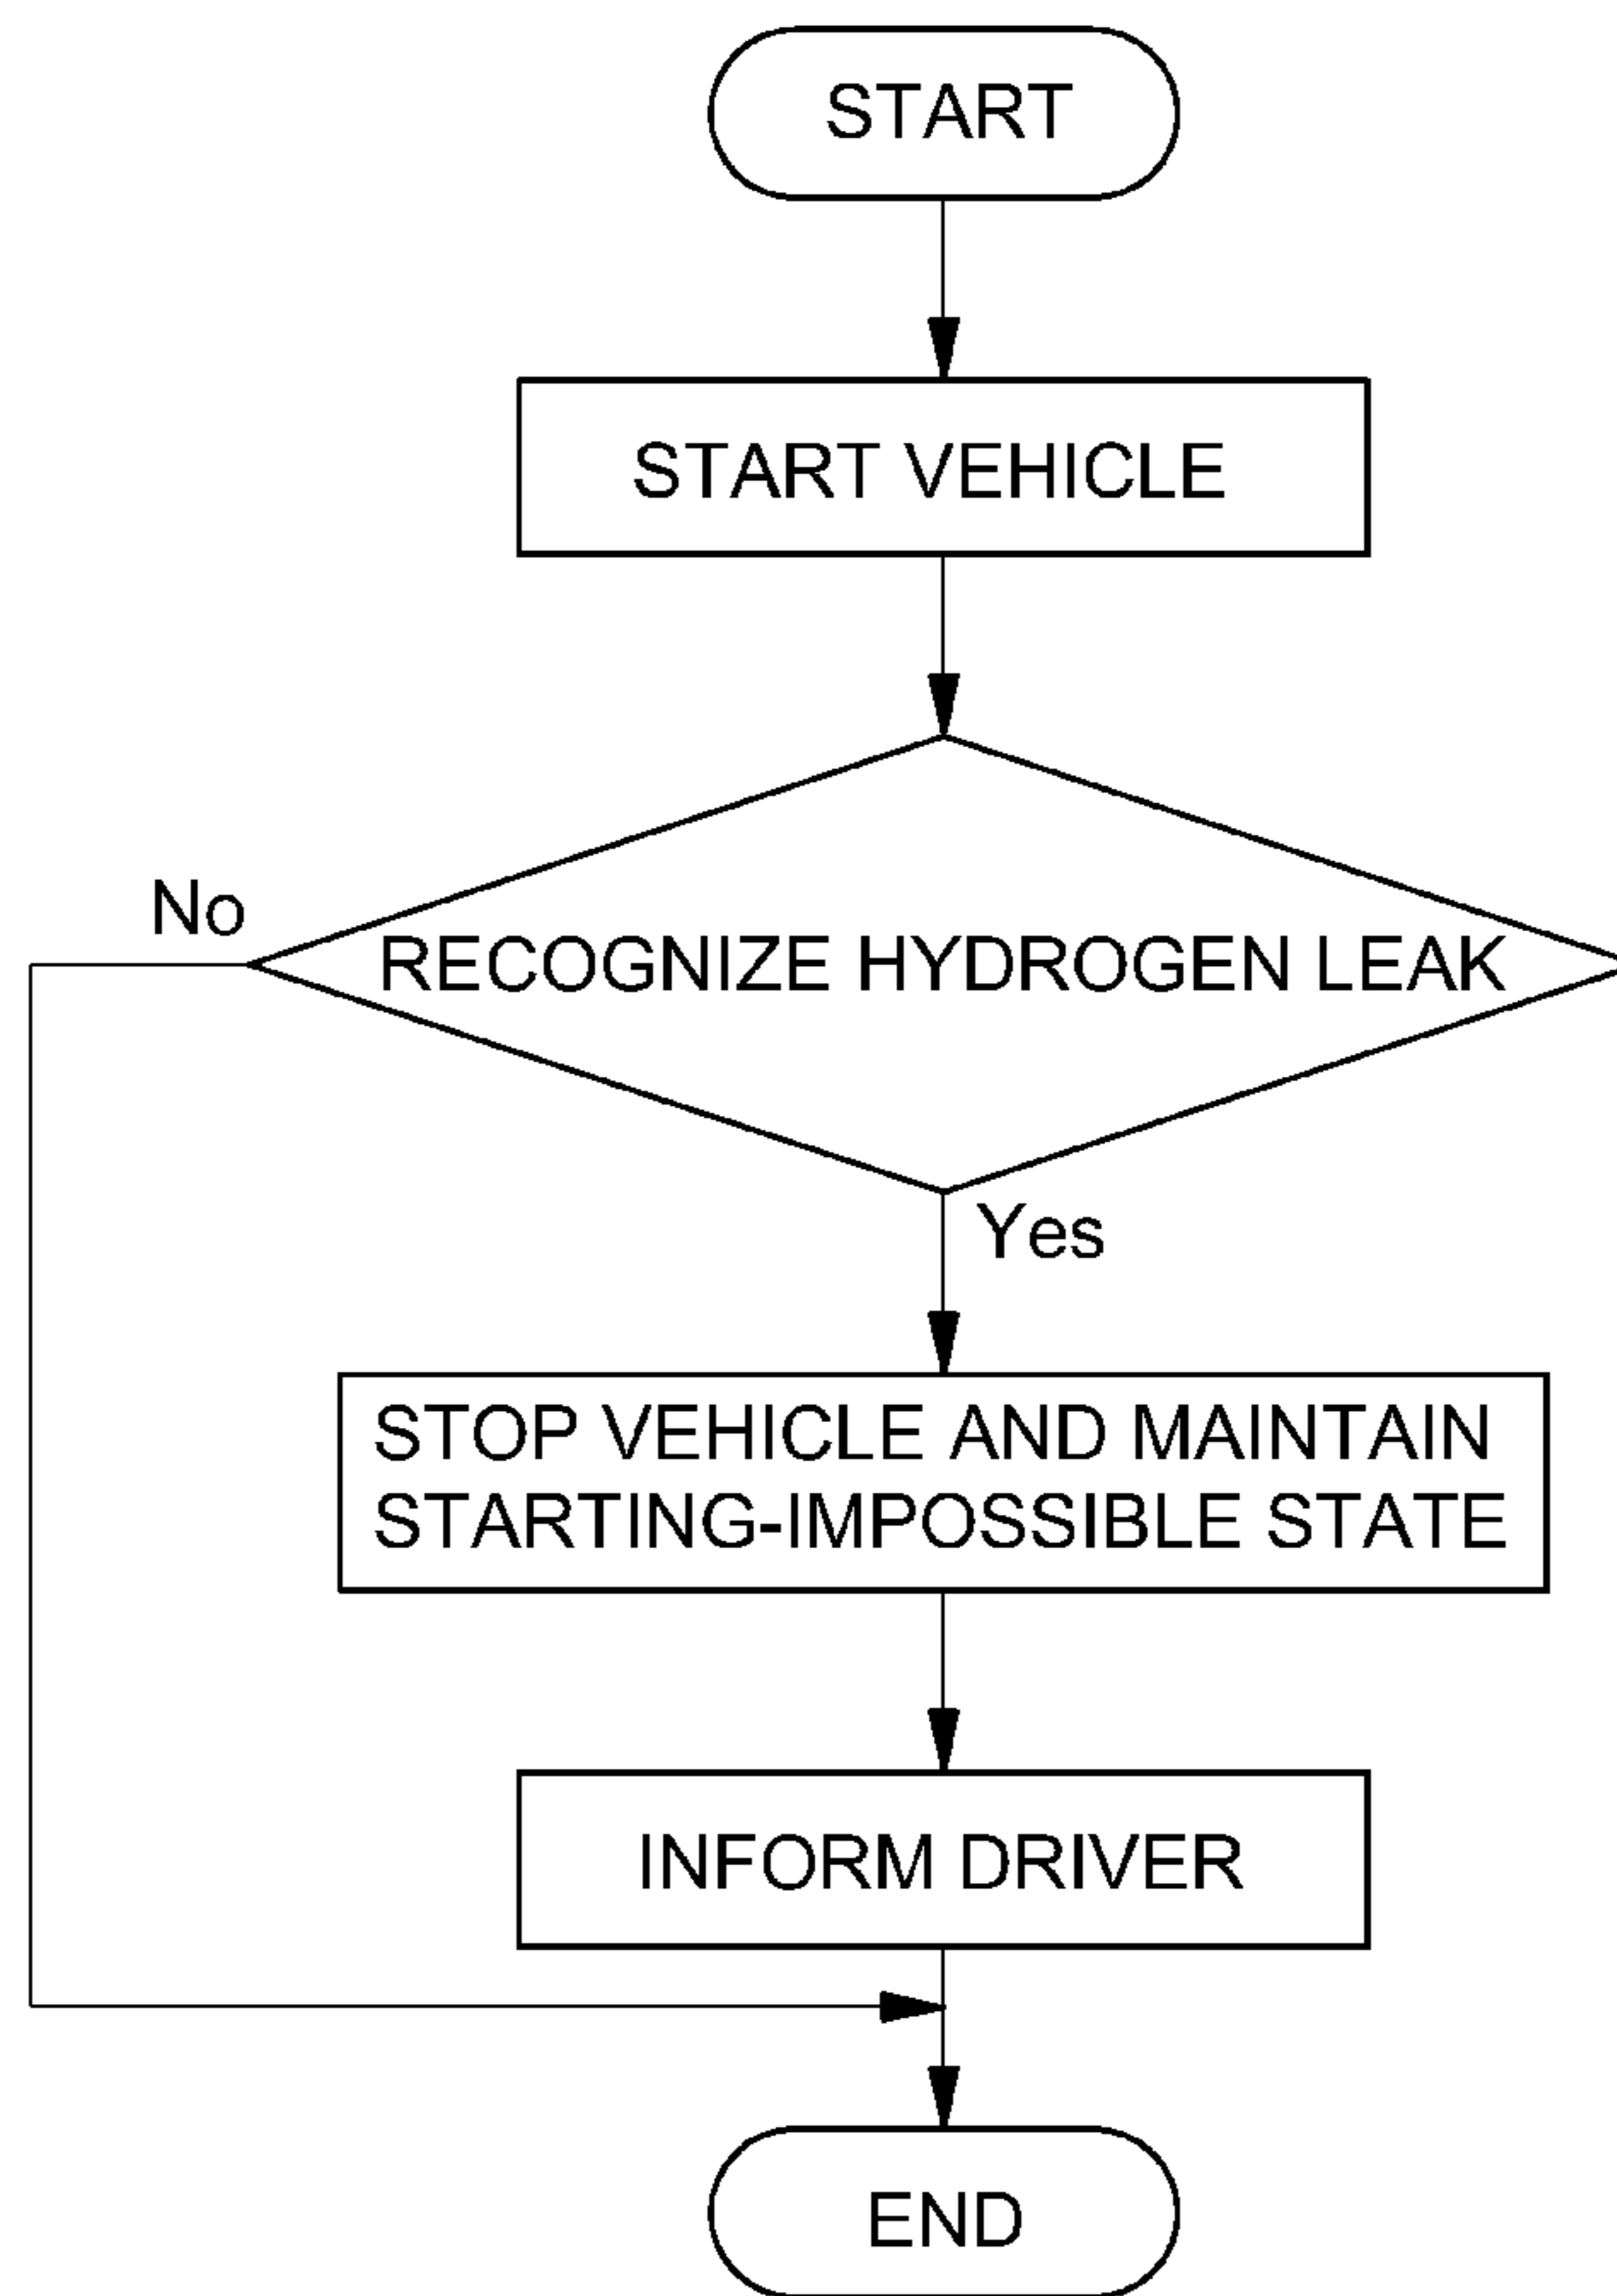 START
START VEHICLE
No
RECOGNIZE HYDROGEN LEAK
Yes
STOP VEHICLE AND MAINTAIN
STARTING-IMPOSSIBLE STATE
INFORM DRIVER
END